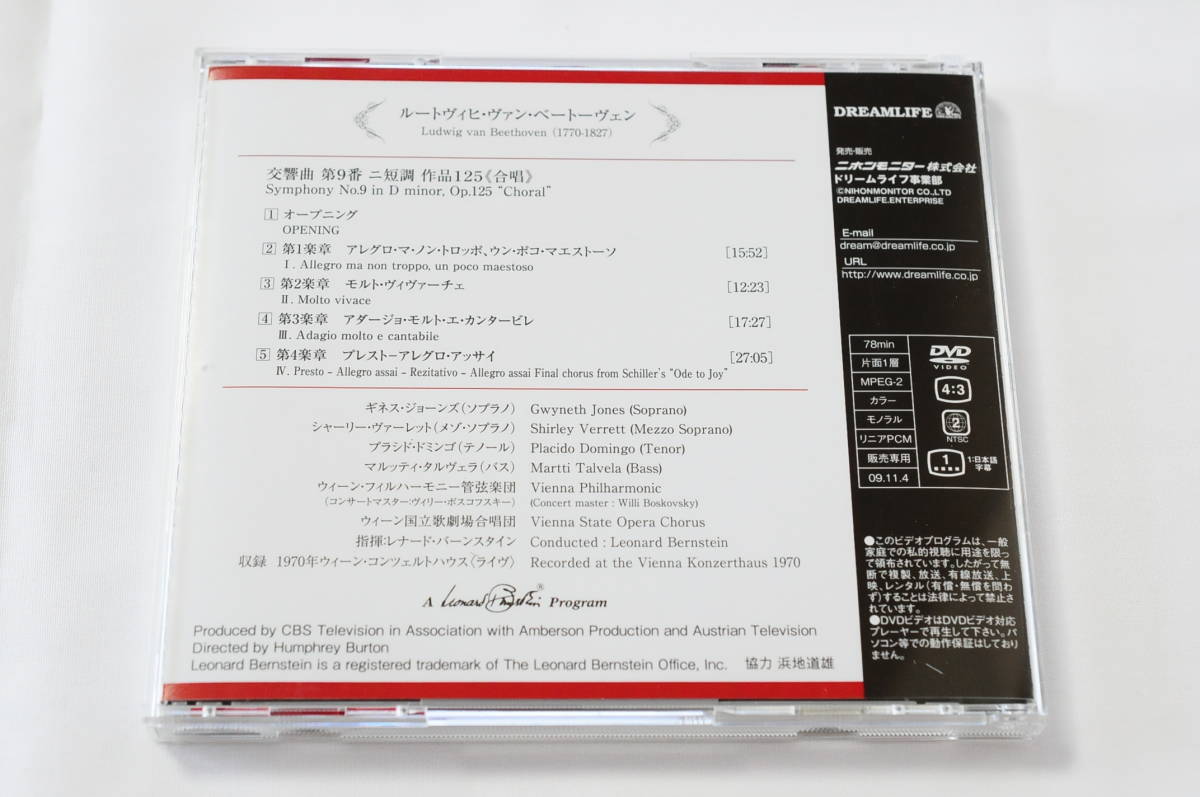 ルートヴィヒ・ヴァン・ベートーヴェン
Ludwig van Beethoven (1770-1827)
交響曲 第9番 ニ短調 作品125《合唱》
Symphony No.9 in D minor, Op.125 "Choral"
1 オープニング
OPENING
2 第1楽章 アレグロ・マ・ノン・トロッポ、ウン・ポコ・マエストーソ [15:52]
Ⅰ. Allegro ma non troppo, un poco maestoso
3 第2楽章 モルト・ヴィヴァーチェ [12:23]
Ⅱ. Molto vivace
4 第3楽章 アダージョ・モルト・エ・カンタービレ [17:27]
Ⅲ. Adagio molto e cantabile
5 第4楽章 プレスト−アレグロ・アッサイ [27:05]
Ⅳ. Presto - Allegro assai - Rezitativo - Allegro assai Final chorus from Schiller's "Ode to Joy"
ギネス・ジョーンズ(ソプラノ) Gwyneth Jones (Soprano)
シャーリー・ヴァーレット(メゾ・ソプラノ) Shirley Verrett (Mezzo Soprano)
プラシド・ドミンゴ(テノール) Placido Domingo (Tenor)
マルッティ・タルヴェラ(バス) Martti Talvela (Bass)
ウィーン・フィルハーモニー管弦楽団 Vienna Philharmonic
(コンサートマスター:ヴィリー・ボスコフスキー) (Concert master : Willi Boskovsky)
ウィーン国立歌劇場合唱団 Vienna State Opera Chorus
指揮:レナード・バーンスタイン Conducted : Leonard Bernstein
収録 1970年ウィーン・コンツェルトハウス〈ライヴ〉 Recorded at the Vienna Konzerthaus 1970
A Leonard Bernstein® Program
Produced by CBS Television in Association with Amberson Production and Austrian Television
Directed by Humphrey Burton
Leonard Bernstein is a registered trademark of The Leonard Bernstein Office, Inc. 協力 浜地道雄
DREAMLIFE
発売・販売
ニホンモニター株式会社
ドリームライフ事業部
©NIHONMONITOR CO.,LTD
DREAMLIFE.ENTERPRISE
E-mail
dream@dreamlife.co.jp
URL
http://www.dreamlife.co.jp
78min
片面1層
MPEG-2
カラー
モノラル
リニアPCM
販売専用
09.11.4
DVD
VIDEO
4:3
2
NTSC
1
1:日本語
字幕
●このビデオプログラムは、一般
家庭での私的視聴に用途を限っ
て頒布されています。したがって無
断で複製、放送、有線放送、上
映、レンタル(有償・無償を問わ
ず)することは法律によって禁止さ
れています。
●DVDビデオはDVDビデオ対応
プレーヤーで再生して下さい。パ
ソコン等での動作保証はしており
ません。